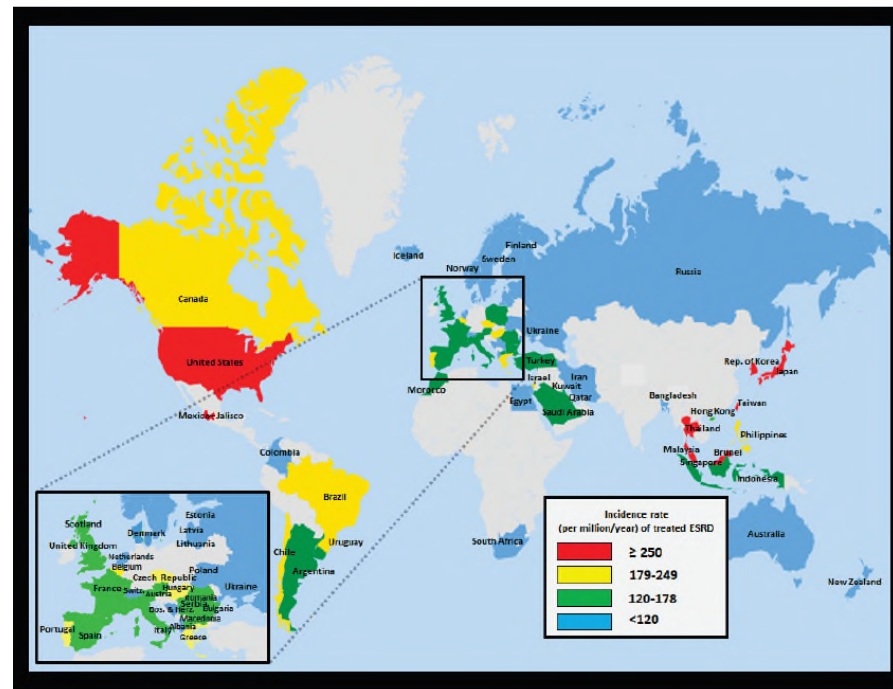 Iceland
Finland
Sweden
Norway
Russia
Canada
Ukraine
United States
Turkey
Rep. of Korea
Japan
Israel
Iran
Kuwait
Morocco
Egypt
Qatar
Saudi Arabia
Bangladesh
Taiwan
Hong Kong
Mexico Jalisco
Thailand
Philippines
Colombia
Malaysia
Brunei
Singapore
Indonesia
Brazil
South Africa
Australia
Chile
Uruguay
Argentina
New Zealand
Scotland
Estonia
Denmark
Latvia
Lithuania
United Kingdom
Netherlands
Belgium
Poland
Czech Republic
Ukraine
France
Hungary
Switz.
Austria
Romania
Serbia
Bos. & Herz.
Bulgaria
Macedonia
Portugal
Spain
Italy
Albania
Greece
Incidence rate
(per million/year) of treated ESRD
≥ 250
179-249
120-178
<120